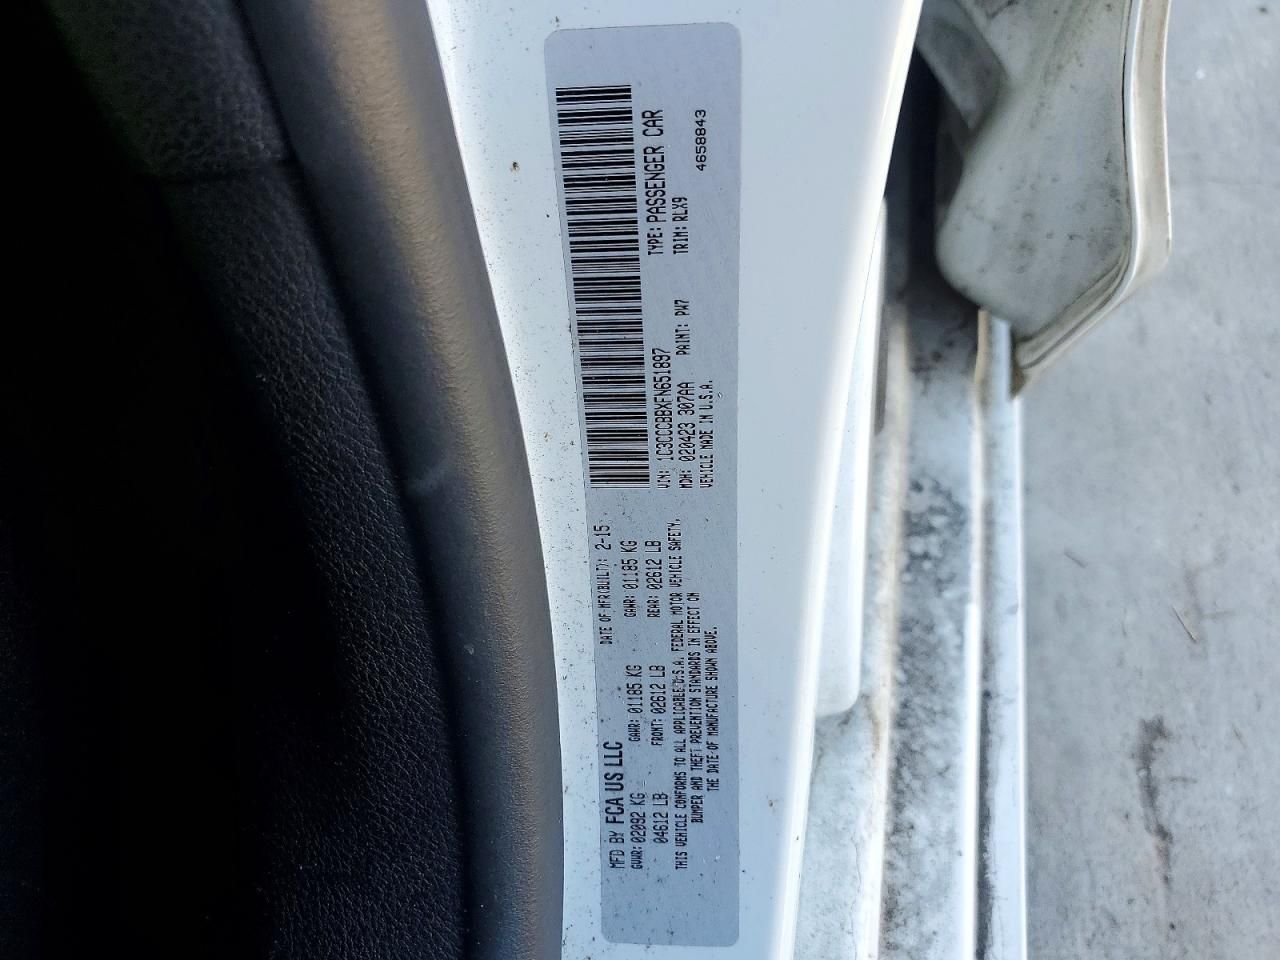 MFD BY FCA US LLC
DATE OF MFR(BUILT): 2-15
GVWR: 02092 KG
GAWR: 01185 KG
GAWR: 01185 KG
04612 LB
FRONT: 02612 LB
REAR: 02612 LB
THIS VEHICLE CONFORMS TO ALL APPLICABLE U.S.A. FEDERAL MOTOR VEHICLE SAFETY,
BUMPER AND THEFT PREVENTION STANDARDS IN EFFECT ON
THE DATE OF MANUFACTURE SHOWN ABOVE.
VIN: 1C3CCCBBXFN651897
TYPE: PASSENGER CAR
MDH: 020423 307AA
PAINT: PW7
TRIM: RLX9
VEHICLE MADE IN U.S.A.
4658843